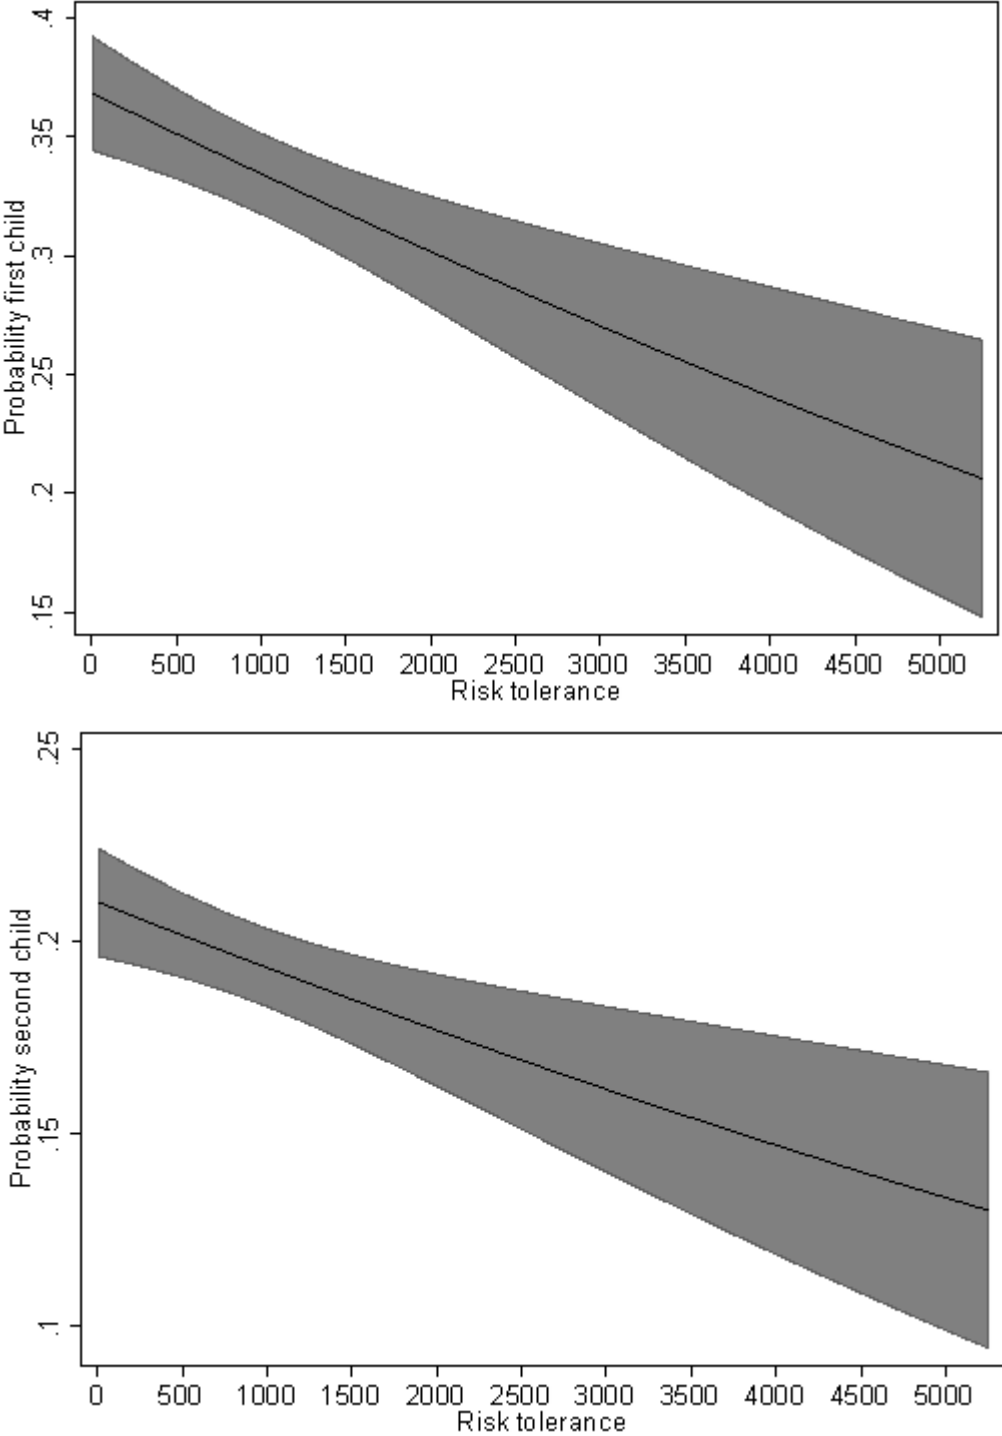 Probability first child
.4
.35
.3
.25
.2
.15
0 500 1000 1500 2000 2500 3000 3500 4000 4500 5000
Risk tolerance
Probability second child
.25
.2
.15
.1
0 500 1000 1500 2000 2500 3000 3500 4000 4500 5000
Risk tolerance